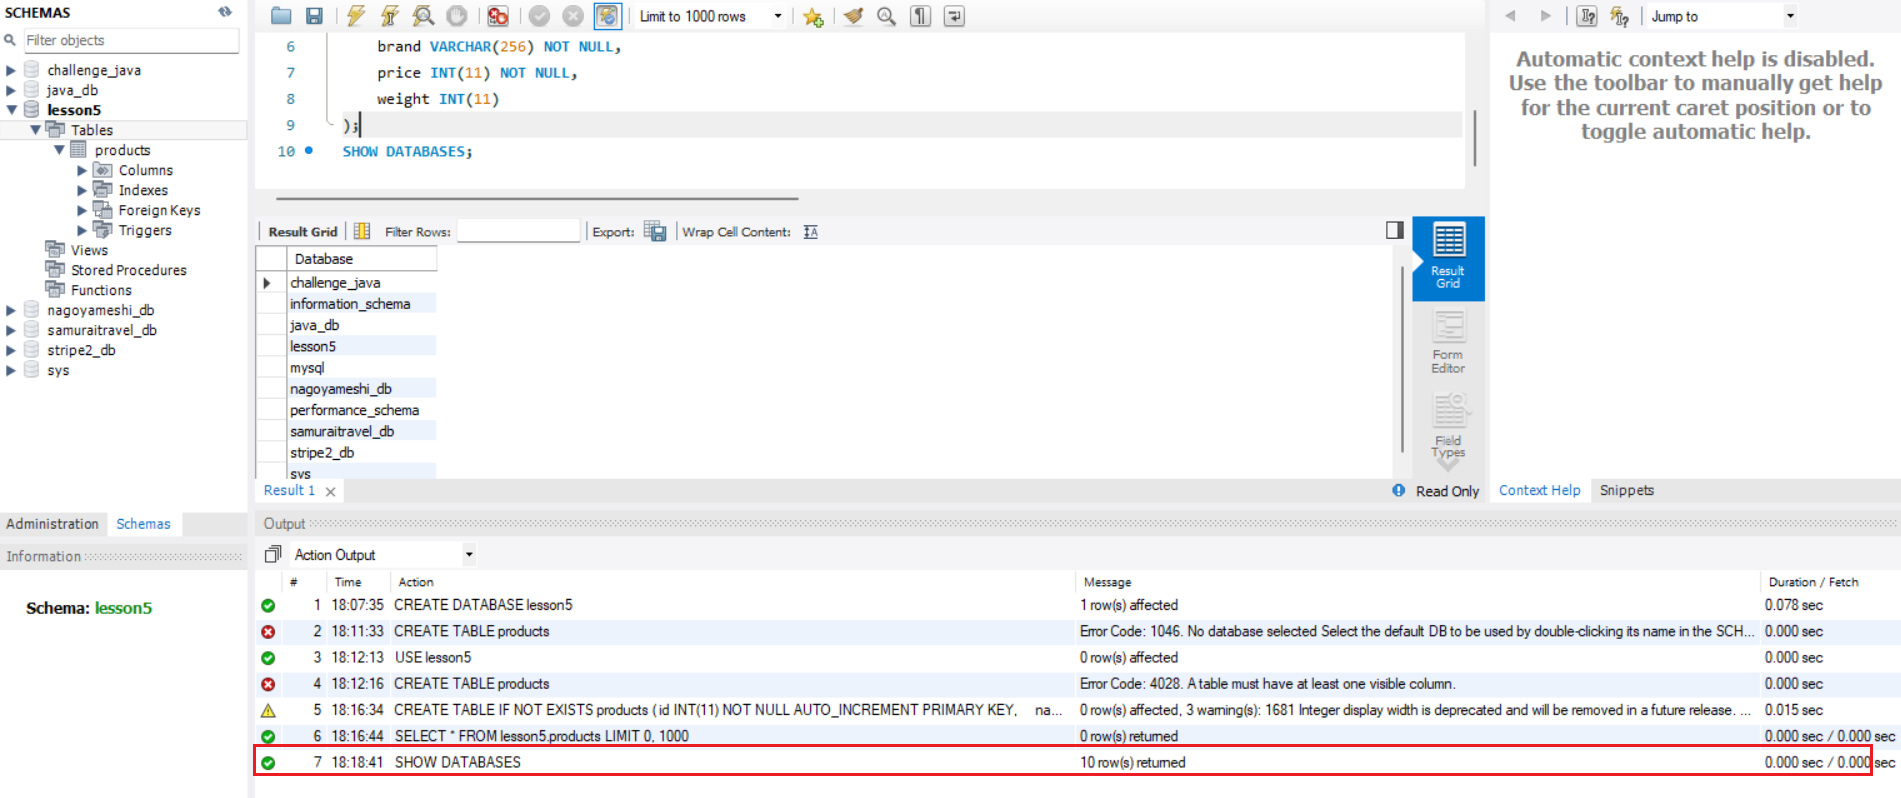 SCHEMAS
Filter objects
challenge_java
java_db
lesson5
Tables
products
Columns
Indexes
Foreign Keys
Triggers
Views
Stored Procedures
Functions
nagoyameshi_db
samuraitravel_db
stripe2_db
sys
Administration Schemas
Information
Schema: lesson5
Limit to 1000 rows
6 brand VARCHAR(256) NOT NULL,
7 price INT(11) NOT NULL,
8 weight INT(11)
9 );
10 SHOW DATABASES;
Result Grid Filter Rows: Export: Wrap Cell Content:
Database
challenge_java
information_schema
java_db
lesson5
mysql
nagoyameshi_db
performance_schema
samuraitravel_db
stripe2_db
sys
Result Grid
Form Editor
Field Types
Result 1
Read Only
Jump to
Automatic context help is disabled.
Use the toolbar to manually get help
for the current caret position or to
toggle automatic help.
Context Help Snippets
Output
Action Output
# Time Action Message Duration / Fetch
1 18:07:35 CREATE DATABASE lesson5 1 row(s) affected 0.078 sec
2 18:11:33 CREATE TABLE products Error Code: 1046. No database selected Select the default DB to be used by double-clicking its name in the SCH... 0.000 sec
3 18:12:13 USE lesson5 0 row(s) affected 0.000 sec
4 18:12:16 CREATE TABLE products Error Code: 4028. A table must have at least one visible column. 0.000 sec
5 18:16:34 CREATE TABLE IF NOT EXISTS products ( id INT(11) NOT NULL AUTO_INCREMENT PRIMARY KEY, na... 0 row(s) affected, 3 warning(s): 1681 Integer display width is deprecated and will be removed in a future release. ... 0.015 sec
6 18:16:44 SELECT * FROM lesson5.products LIMIT 0, 1000 0 row(s) returned 0.000 sec / 0.000 sec
7 18:18:41 SHOW DATABASES 10 row(s) returned 0.000 sec / 0.000 sec